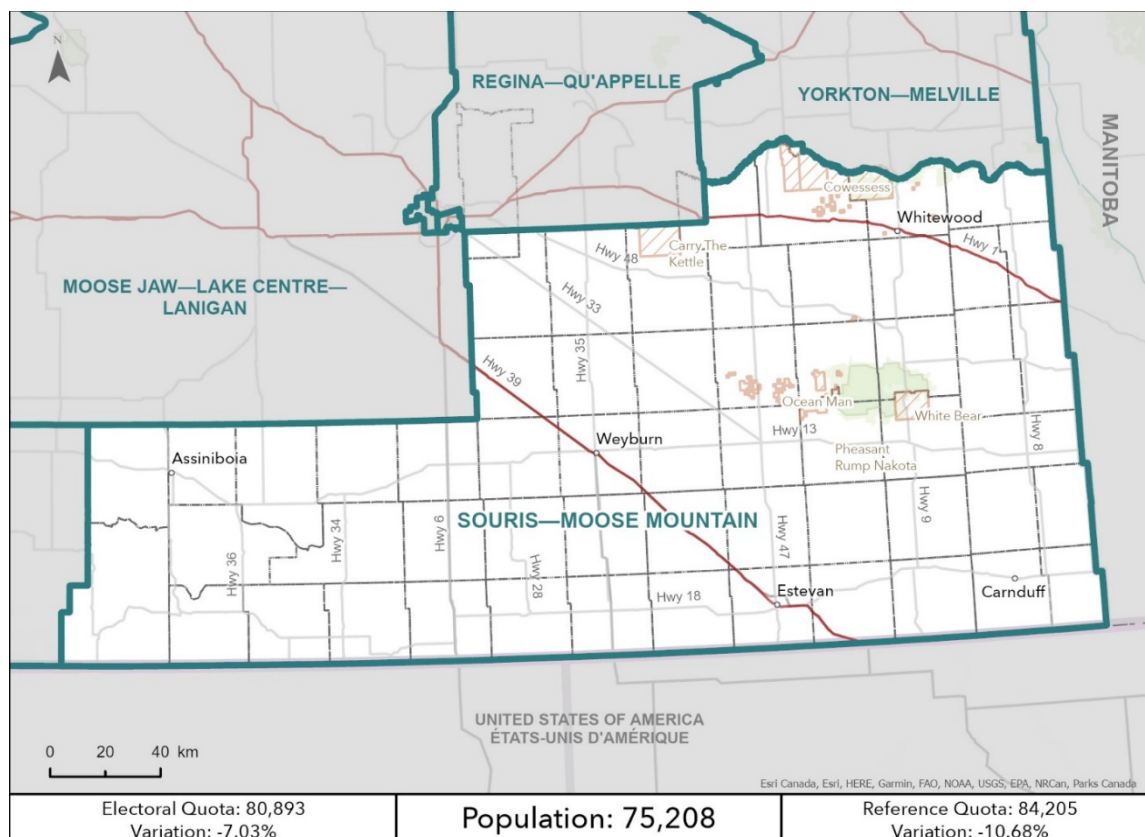 N
REGINA—QU'APPELLE
YORKTON—MELVILLE
MANITOBA
Cowessess
Whitewood
Carry The
Kettle
Hwy 48
Hwy 1
MOOSE JAW—LAKE CENTRE—
LANIGAN
Hwy 33
Hwy 35
Hwy 39
Ocean Man
White Bear
Hwy 13
Hwy 8
Pheasant
Rump Nakota
Weyburn
Assiniboia
SOURIS—MOOSE MOUNTAIN
Hwy 34
Hwy 6
Hwy 47
Hwy 9
Hwy 36
Hwy 28
Hwy 18
Estevan
Carnduff
UNITED STATES OF AMERICA
ÉTATS-UNIS D'AMÉRIQUE
0 20 40 km
Esri Canada, Esri, HERE, Garmin, FAO, NOAA, USGS, EPA, NRCan, Parks Canada
Electoral Quota: 80,893
Variation: -7.03%
Population: 75,208
Reference Quota: 84,205
Variation: -10.68%